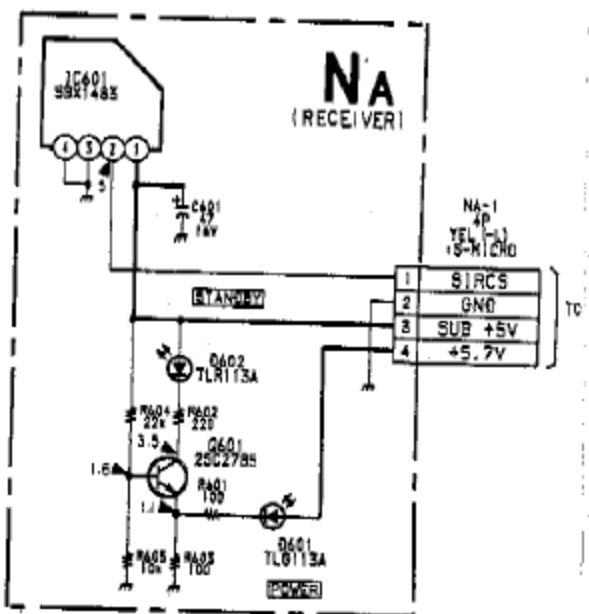 IC601
SBX1483
NA
(RECEIVER)
4 3 2 1
5
C601
47
16V
NA-1
4P
YEL (-L)
:S-MICRO
1 SIRCS
2 GND
3 SUB +5V
4 +5.7V
TO
STANDBY
D602
TLR113A
R604
22k
R602
220
3.5
Q601
2SC2785
1.6
R601
100
1.1
D601
TLG113A
R605
10k
R603
100
POWER